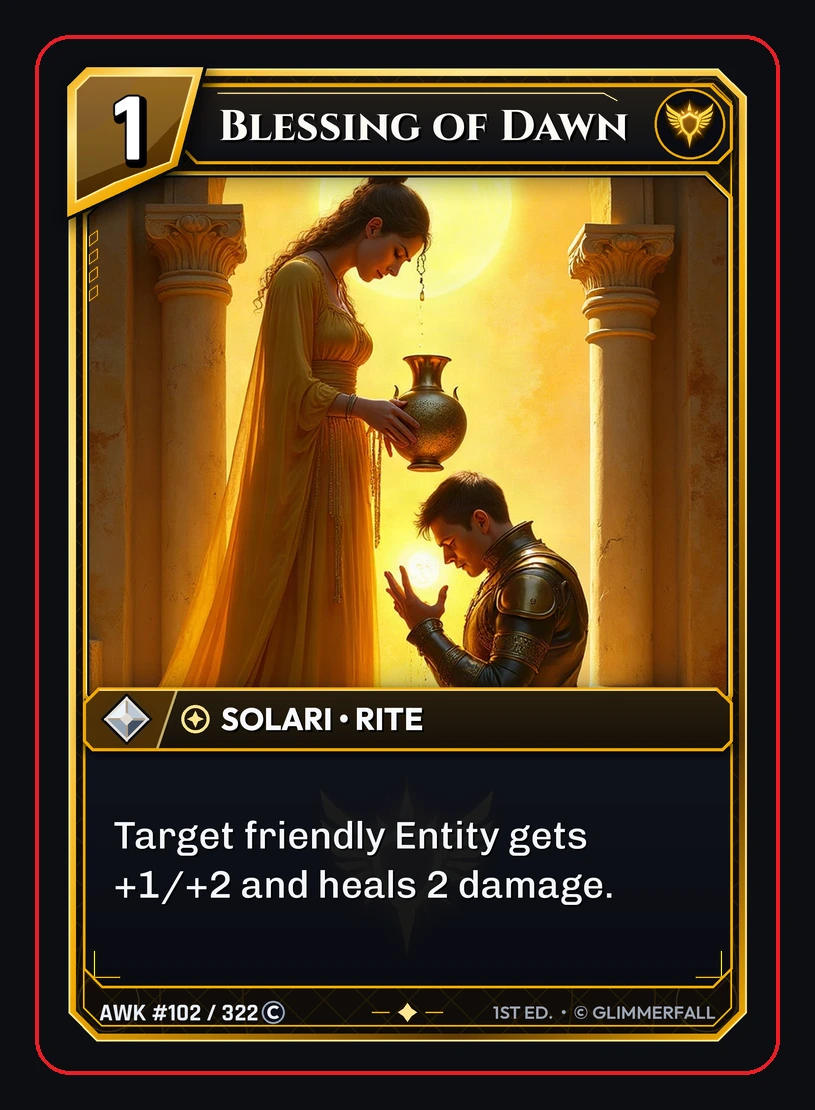 1
BLESSING OF DAWN
SOLARI • RITE
Target friendly Entity gets
+1/+2 and heals 2 damage.
AWK #102 / 322 Ⓒ
1ST ED. • © GLIMMERFALL